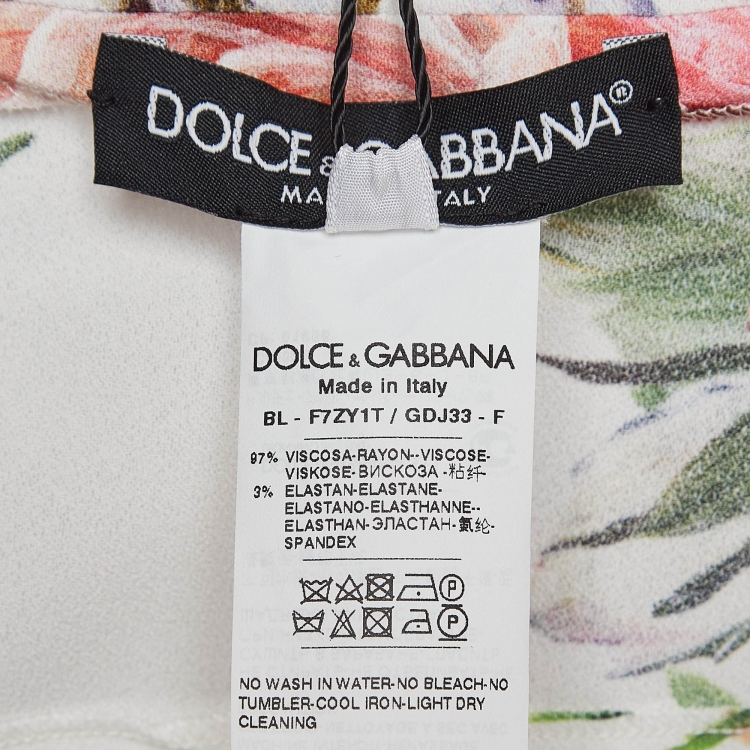 DOLCE & GABBANA®
MA ITALY
DOLCE & GABBANA
Made in Italy
BL - F7ZY1T / GDJ33 - F
97% VISCOSA-RAYON--VISCOSE-
VISKOSE-ВИСКОЗА -粘纤-
3% ELASTAN-ELASTANE-
ELASTANO-ELASTHANNE--
ELASTHAN-ЭЛАСТАН-氨纶-
SPANDEX
P
P
NO WASH IN WATER-NO BLEACH-NO
TUMBLER-COOL IRON-LIGHT DRY
CLEANING